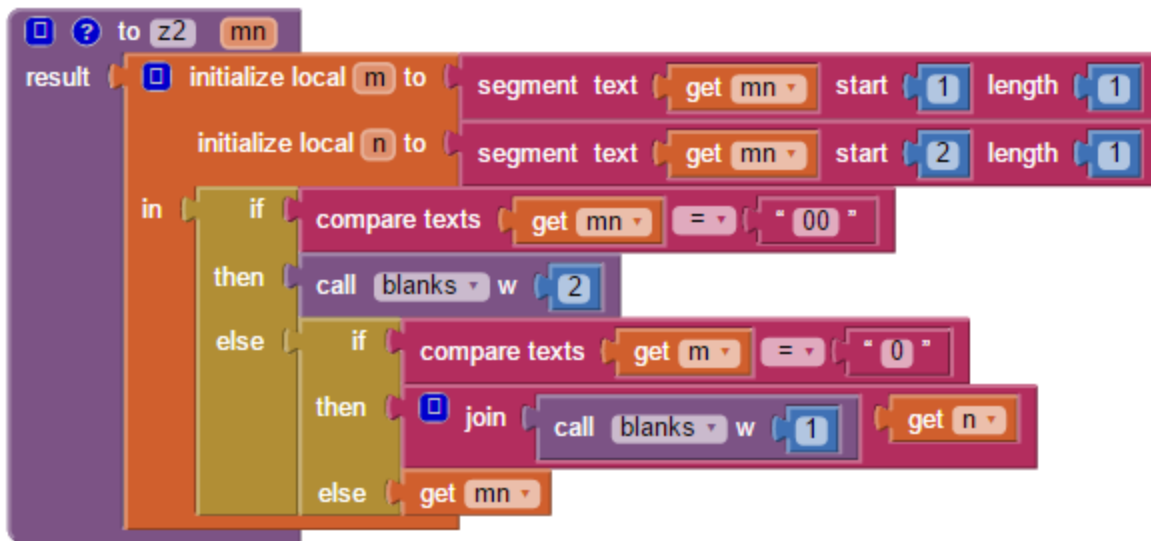 ? to z2 mn
result initialize local m to segment text get mn start 1 length 1
initialize local n to segment text get mn start 2 length 1
in if compare texts get mn = “ 00 ”
then call blanks w 2
else if compare texts get m = “ 0 ”
then join call blanks w 1 get n
else get mn